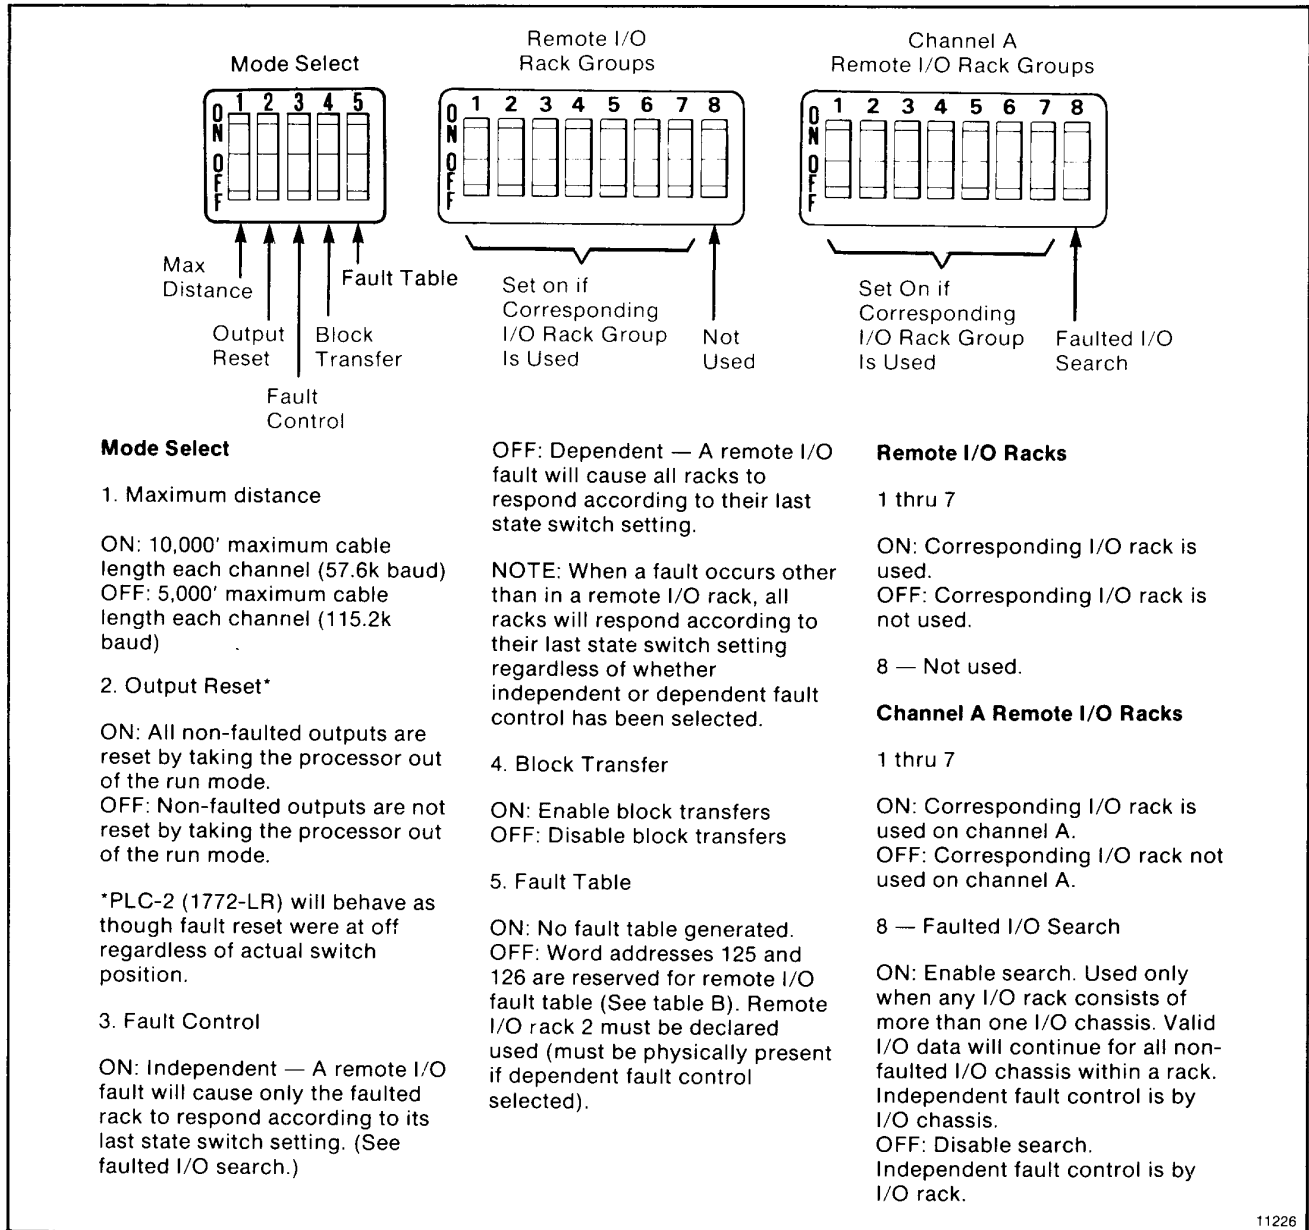 Mode Select
Remote I/O
Rack Groups
Channel A
Remote I/O Rack Groups
1 2 3 4 5
ON OFF
1 2 3 4 5 6 7 8
ON OFF
1 2 3 4 5 6 7 8
ON OFF
Max
Distance
Output
Reset
Fault
Control
Block
Transfer
Fault Table
Set on if
Corresponding
I/O Rack Group
Is Used
Not
Used
Set On if
Corresponding
I/O Rack Group
Is Used
Faulted I/O
Search
Mode Select
1. Maximum distance
ON: 10,000' maximum cable
length each channel (57.6k baud)
OFF: 5,000' maximum cable
length each channel (115.2k
baud)
2. Output Reset*
ON: All non-faulted outputs are
reset by taking the processor out
of the run mode.
OFF: Non-faulted outputs are not
reset by taking the processor out
of the run mode.
*PLC-2 (1772-LR) will behave as
though fault reset were at off
regardless of actual switch
position.
3. Fault Control
ON: Independent — A remote I/O
fault will cause only the faulted
rack to respond according to its
last state switch setting. (See
faulted I/O search.)
OFF: Dependent — A remote I/O
fault will cause all racks to
respond according to their last
state switch setting.
NOTE: When a fault occurs other
than in a remote I/O rack, all
racks will respond according to
their last state switch setting
regardless of whether
independent or dependent fault
control has been selected.
4. Block Transfer
ON: Enable block transfers
OFF: Disable block transfers
5. Fault Table
ON: No fault table generated.
OFF: Word addresses 125 and
126 are reserved for remote I/O
fault table (See table B). Remote
I/O rack 2 must be declared
used (must be physically present
if dependent fault control
selected).
Remote I/O Racks
1 thru 7
ON: Corresponding I/O rack is
used.
OFF: Corresponding I/O rack is
not used.
8 — Not used.
Channel A Remote I/O Racks
1 thru 7
ON: Corresponding I/O rack is
used on channel A.
OFF: Corresponding I/O rack not
used on channel A.
8 — Faulted I/O Search
ON: Enable search. Used only
when any I/O rack consists of
more than one I/O chassis. Valid
I/O data will continue for all non-
faulted I/O chassis within a rack.
Independent fault control is by
I/O chassis.
OFF: Disable search.
Independent fault control is by
I/O rack.
11226